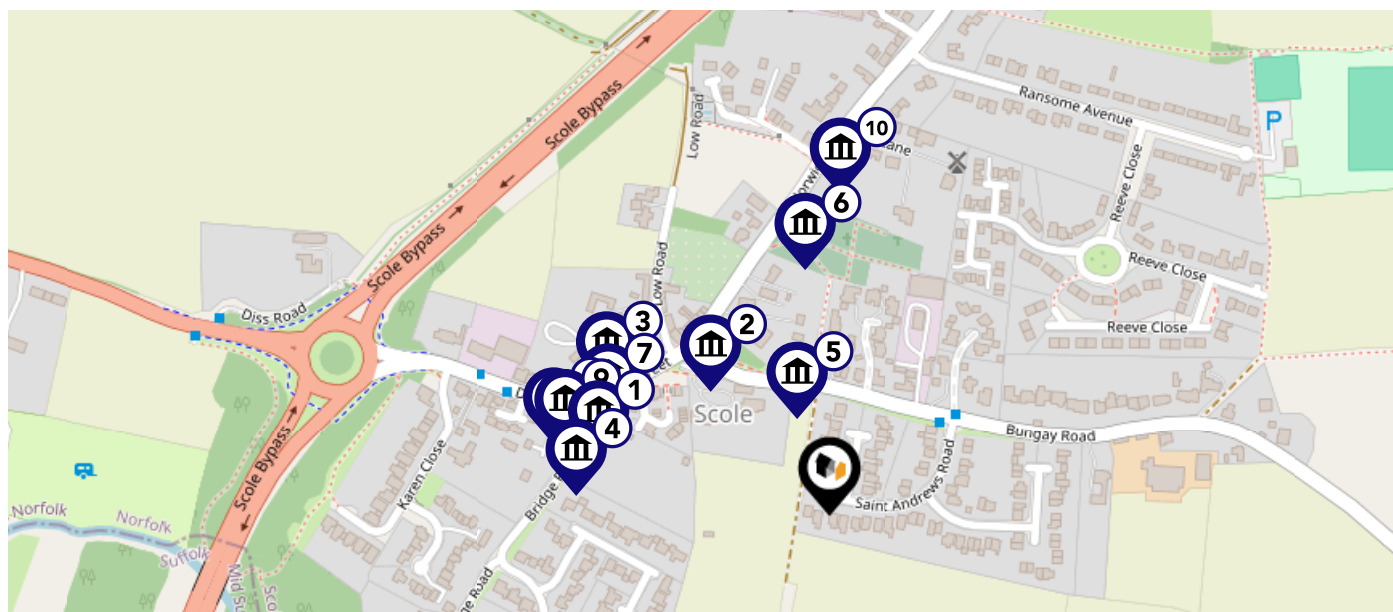 Scole Bypass
Low Road
Ransome Avenue
P
10
Reeve Close
6
Low Road
Scole Bypass
Reeve Close
Diss Road
3
2
Reeve Close
7
5
9
1
Scole
4
Bungay Road
Karen Close
Scole Bypass
Saint Andrews Road
Norfolk
Norfolk
Suffolk